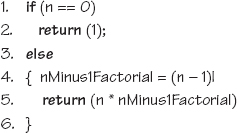 1. if (n == 0)
2. return (1);
3. else
4. { nMinus1Factorial = (n – 1)!
5. return (n * nMinus1Factorial)
6. }